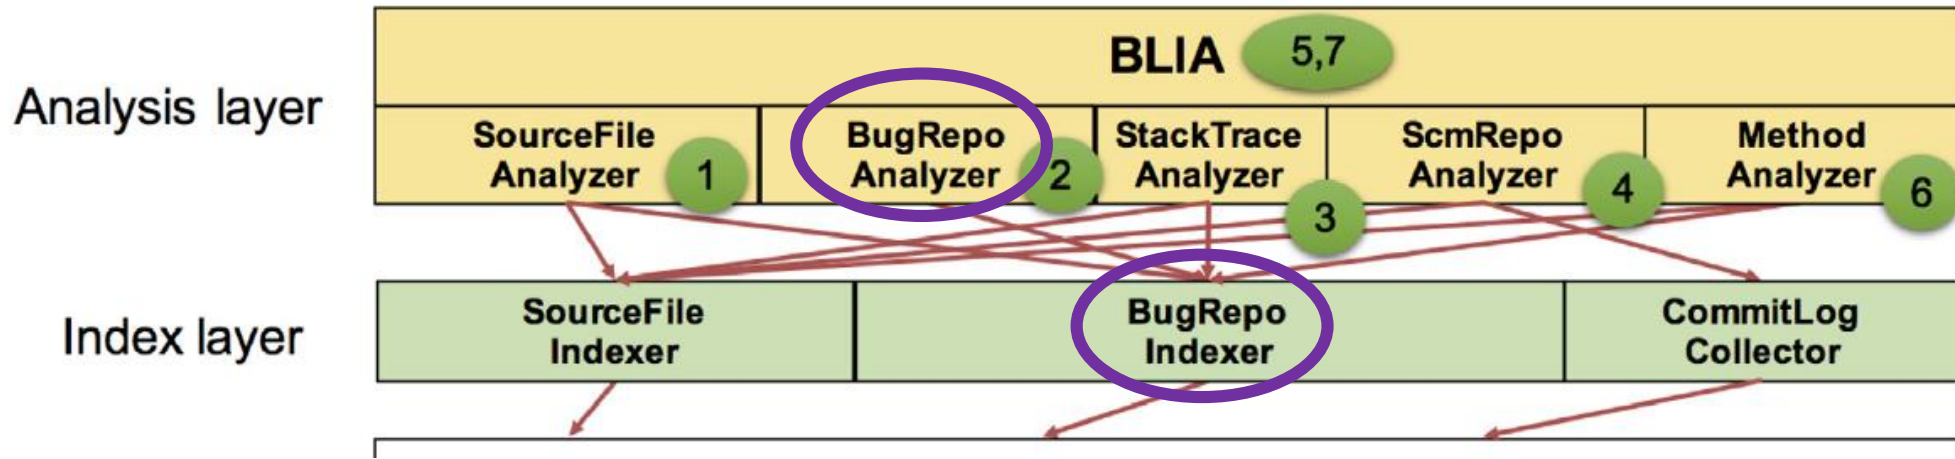 BLIA 5,7
Analysis layer
SourceFile
Analyzer 1
BugRepo
Analyzer 2
StackTrace
Analyzer 3
ScmRepo
Analyzer 4
Method
Analyzer 6
Index layer
SourceFile
Indexer
BugRepo
Indexer
CommitLog
Collector